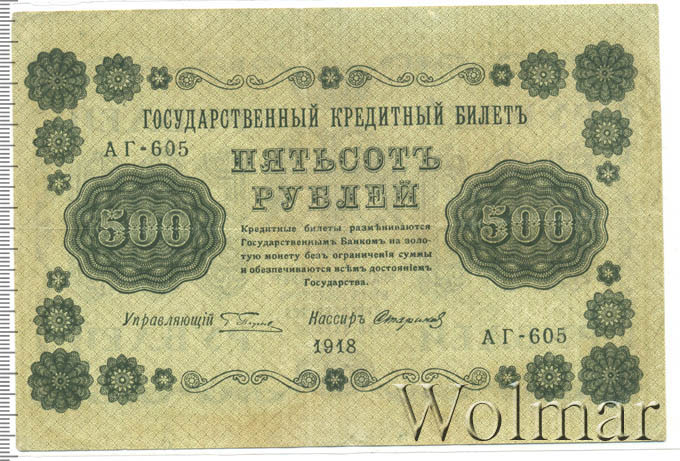 ГОСУДАРСТВЕННЫЙ КРЕДИТНЫЙ БИЛЕТЪ
АГ-605
ПЯТЬСОТЪ
РУБЛЕЙ
500
500
Кредитные билеты размѣниваются
Государственнымъ Банкомъ на золо-
тую монету безъ ограниченія суммы
и обезпечиваются всѣмъ достояніемъ
Государства.
Управляющій
Кассиръ Стариковъ
1918
АГ-605
Wolmar